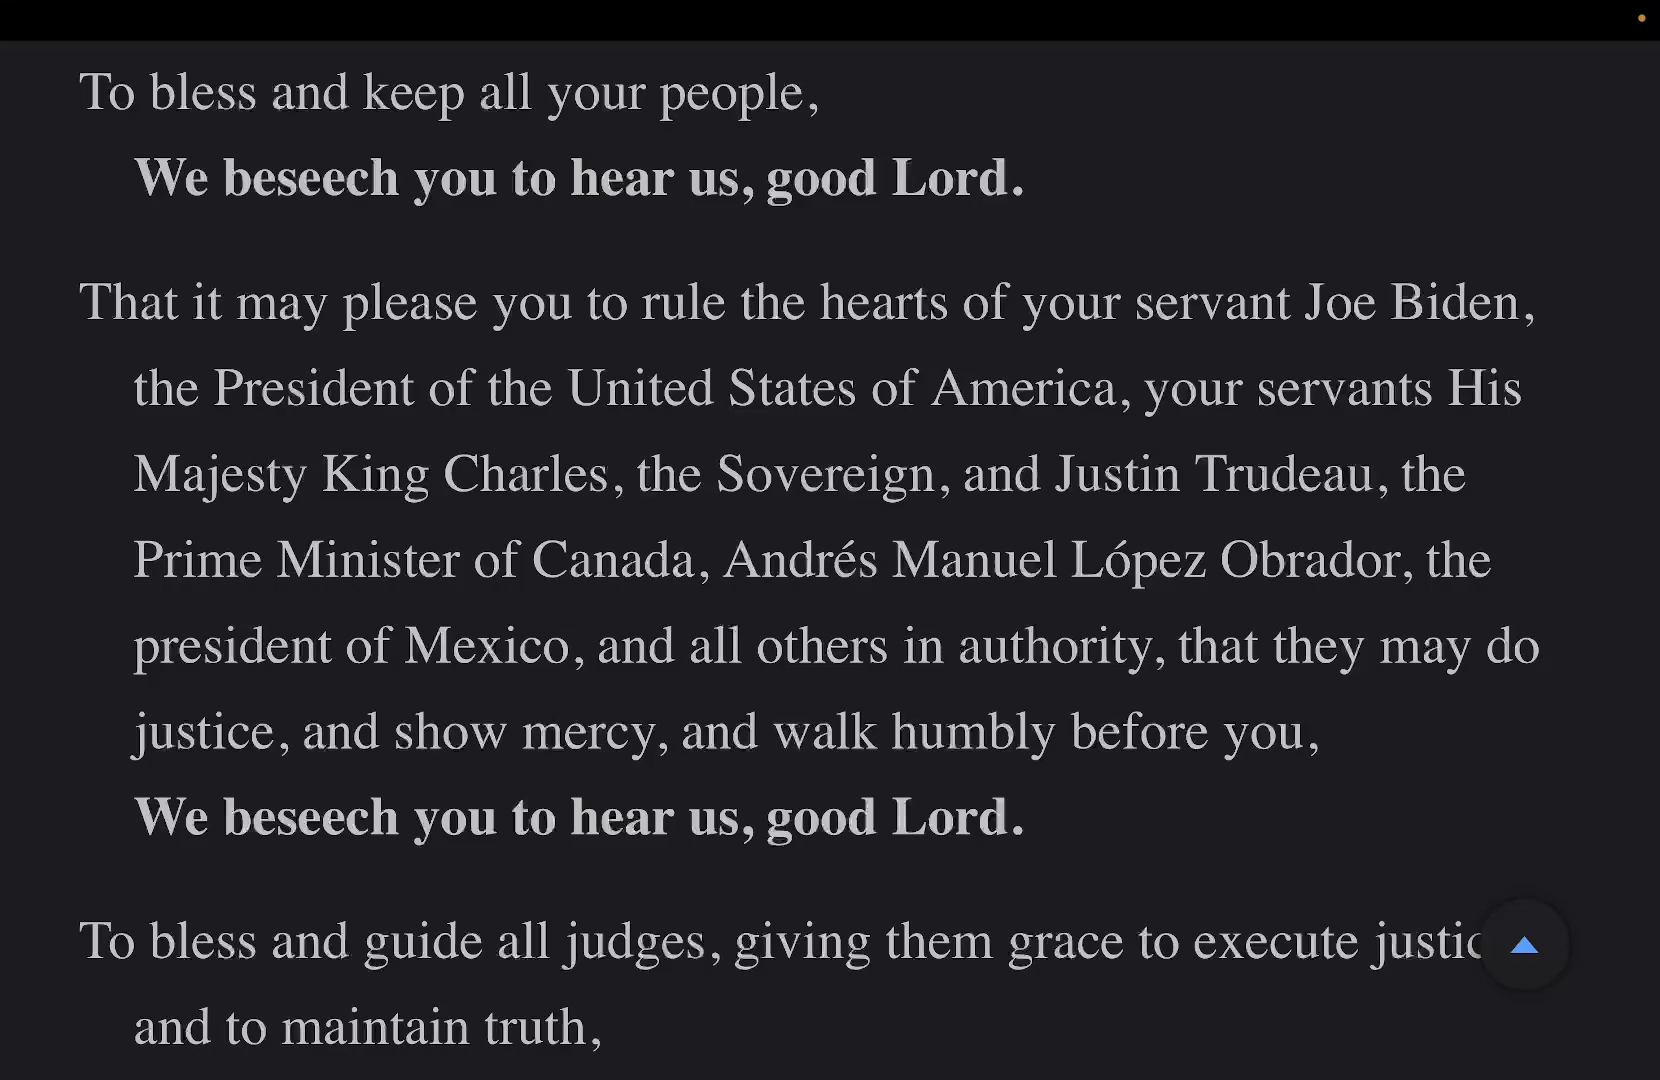 To bless and keep all your people,
We beseech you to hear us, good Lord.
That it may please you to rule the hearts of your servant Joe Biden,
the President of the United States of America, your servants His
Majesty King Charles, the Sovereign, and Justin Trudeau, the
Prime Minister of Canada, Andrés Manuel López Obrador, the
president of Mexico, and all others in authority, that they may do
justice, and show mercy, and walk humbly before you,
We beseech you to hear us, good Lord.
To bless and guide all judges, giving them grace to execute justic
and to maintain truth,